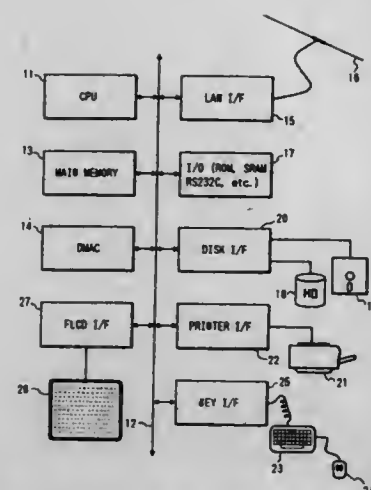 11
CPU
LAN I/F
15
16
13
MAIN MEMORY
I/O (ROM, SRAM
RS232C, etc.)
17
14
DMAC
DISK I/F
20
HD
18
27
FLCD I/F
PRINTER I/F
22
21
26
12
KEY I/F
25
23